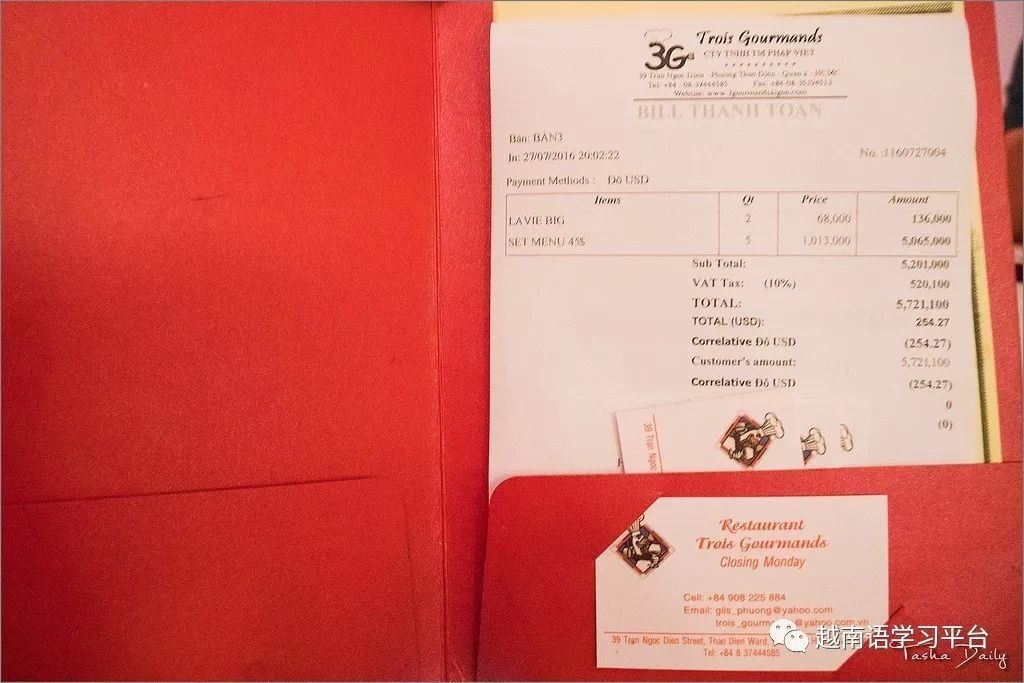 3G Trois Gourmands
CTY TNHH TM PHAP VIET
39 Tran Ngoc Dien - Phuong Thao Dien - Quan 2 - HCMC
Tel: +84 - 08-37444585 Fax: +84-08-
Website: www.3gourmandsaigon.com
BILL THANH TOAN
Bàn: BÀN3
In: 27/07/2016 20:02:22
No. :1160727004
Payment Methods : Đô USD
Items Qt Price Amount
LAVIE BIG 2 68,000 136,000
SET MENU 45$ 5 1,013,000 5,065,000
Sub Total: 5,201,000
VAT Tax: (10%) 520,100
TOTAL: 5,721,100
TOTAL (USD): 254.27
Correlative Đô USD (254.27)
Customer's amount: 5,721,100
Correlative Đô USD (254.27)
0
(0)
39 Tran Ngoc
Restaurant
Trois Gourmands
Closing Monday
Cell: +84 908 225 884
Email: gils_phuong@yahoo.com
trois_gourm @yahoo.com.vn
39 Tran Ngoc Dien Street, Thao Dien Ward,
Tel: +84 8 37444585
越南语学习平台
Tasha Daily